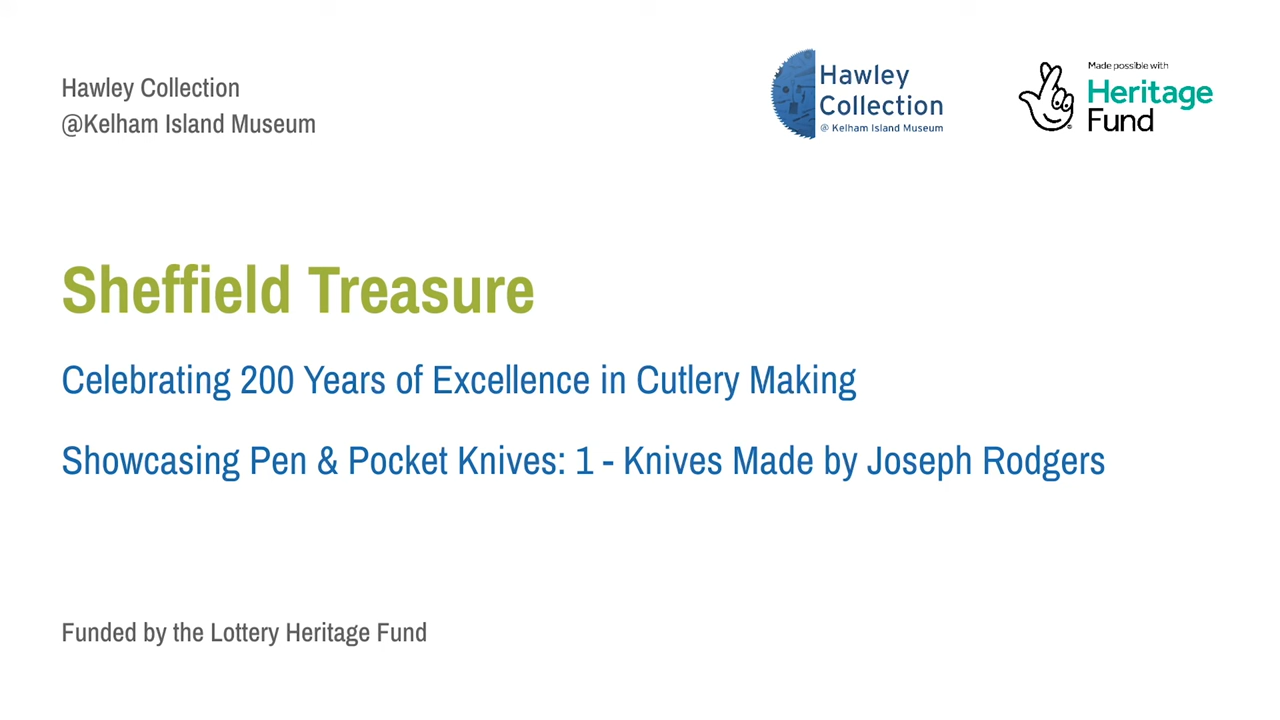 Hawley Collection
@Kelham Island Museum
Hawley
Collection
@ Kelham Island Museum
Made possible with
Heritage
Fund
Sheffield Treasure
Celebrating 200 Years of Excellence in Cutlery Making
Showcasing Pen & Pocket Knives: 1 - Knives Made by Joseph Rodgers
Funded by the Lottery Heritage Fund